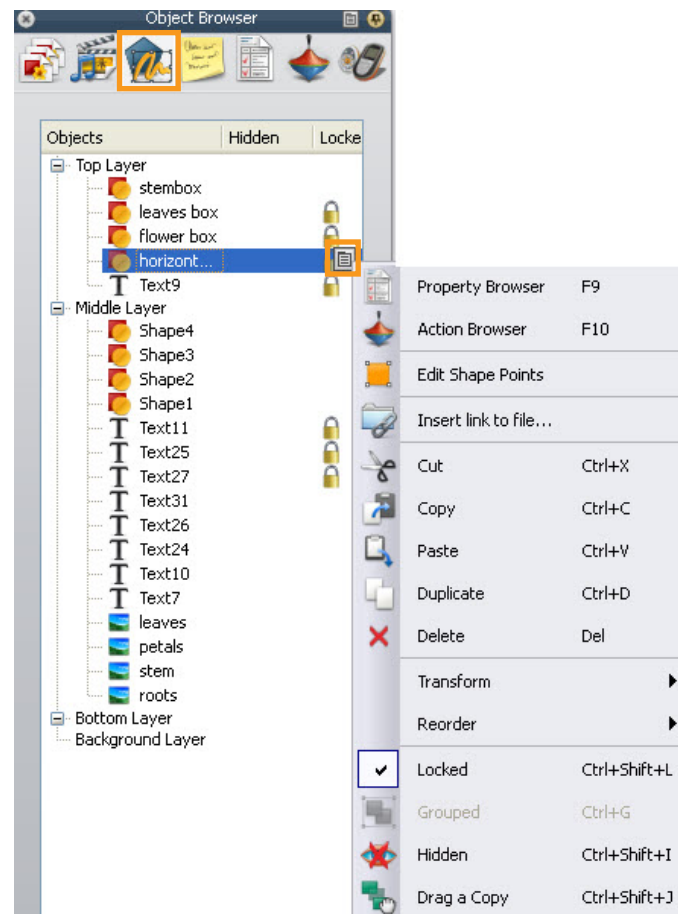 Object Browser
Objects Hidden Locke
Top Layer
stembox
leaves box
flower box
horizont...
Text9
Middle Layer
Shape4
Shape3
Shape2
Shape1
Text11
Text25
Text27
Text31
Text26
Text24
Text10
Text7
leaves
petals
stem
roots
Bottom Layer
Background Layer
Property Browser F9
Action Browser F10
Edit Shape Points
Insert link to file...
Cut Ctrl+X
Copy Ctrl+C
Paste Ctrl+V
Duplicate Ctrl+D
Delete Del
Transform
Reorder
Locked Ctrl+Shift+L
Grouped Ctrl+G
Hidden Ctrl+Shift+I
Drag a Copy Ctrl+Shift+J